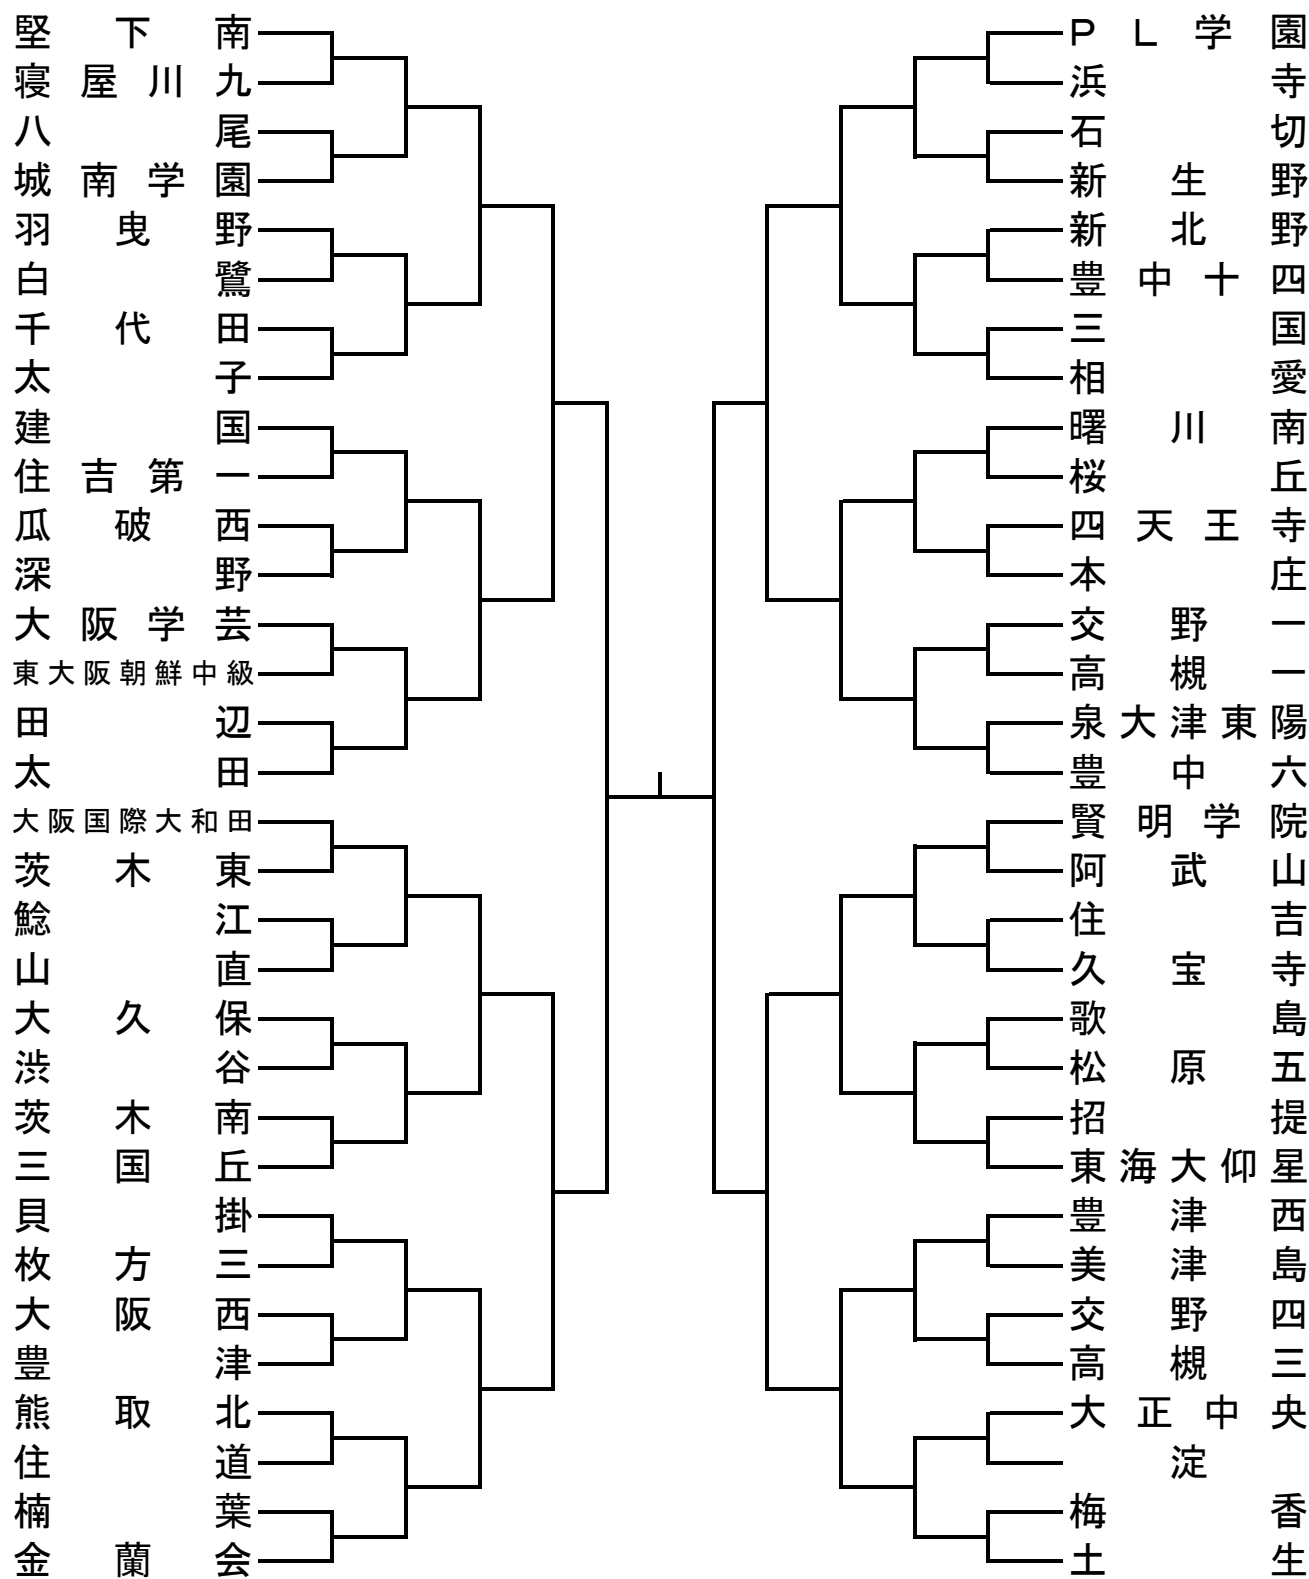 堅下南
寝屋川九
八尾
城南学園
羽曳野
白鷺
千代田
太子
建国
住吉第一
瓜破西
深野
大阪学芸
東大阪朝鮮中級
田辺
太田
大阪国際大和田
茨木東
鯰江
山直
大久保
渋谷
茨木南
三国丘
貝掛
枚方三
大阪西
豊津
熊取北
住道
楠葉
金蘭会
ＰＬ学園
浜寺
石切
新生野
新北野
豊中十四
三国
相愛
曙川南
桜丘
四天王寺
本庄
交野一
高槻一
泉大津東陽
豊中六
賢明学院
阿武山
住吉
久宝寺
歌島
松原五
招提
東海大仰星
豊津西
美津島
交野四
高槻三
大正中央
淀
梅香
土生